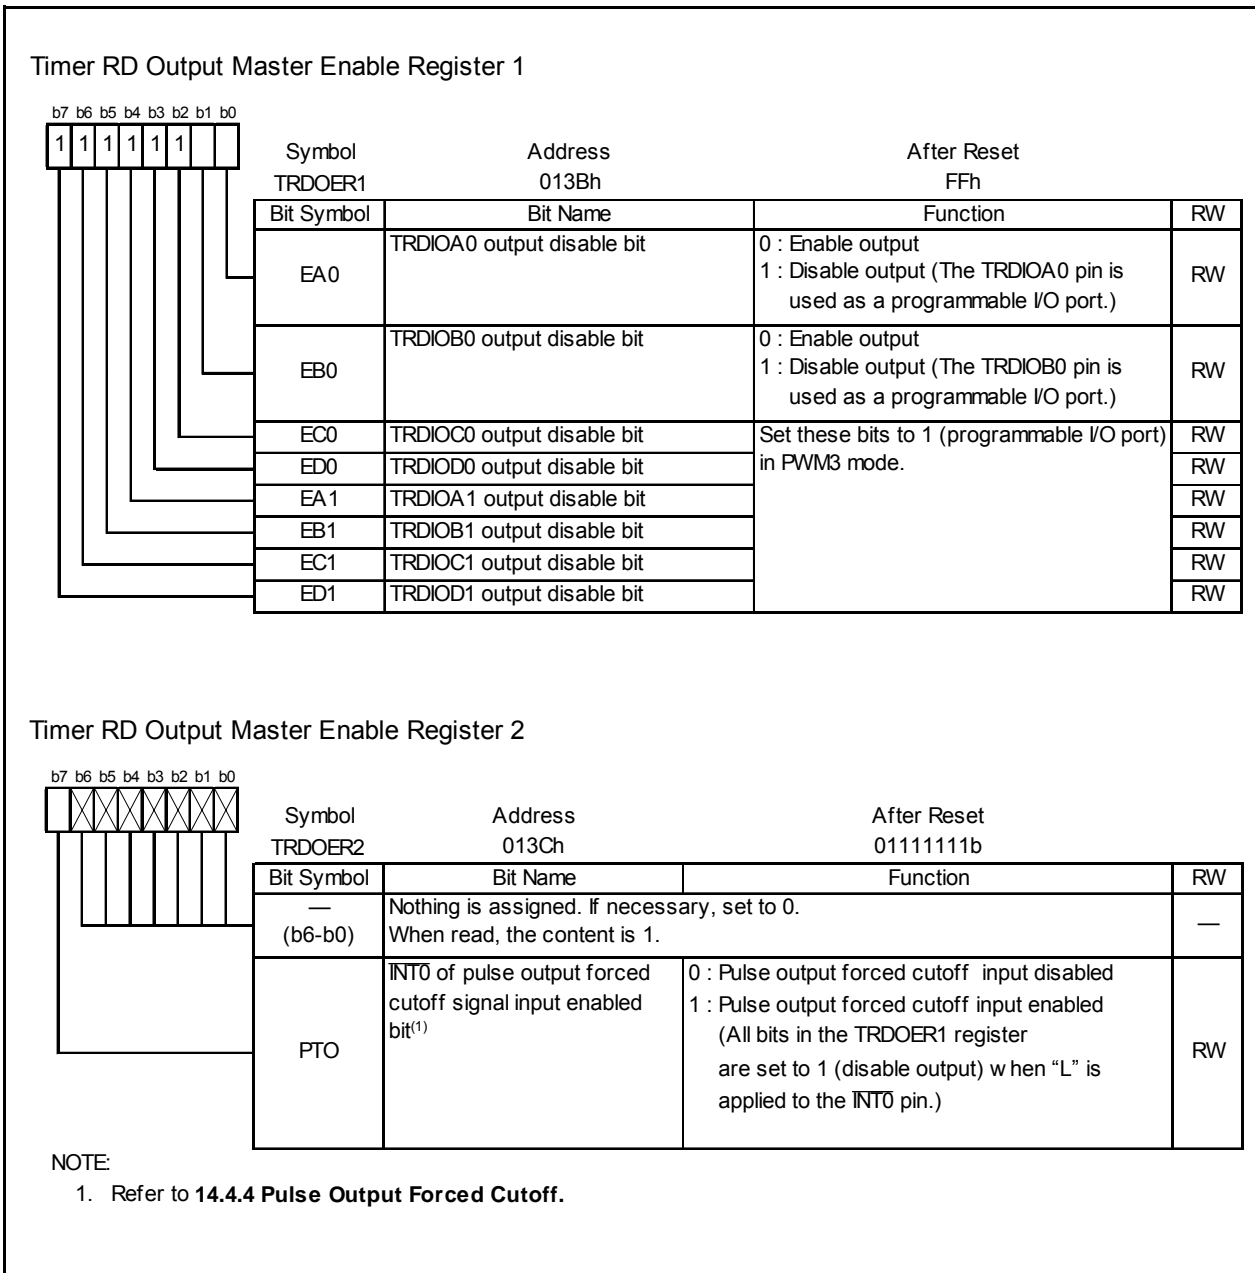 Timer RD Output Master Enable Register 1
b7 b6 b5 b4 b3 b2 b1 b0
1 1 1 1 1 1
Symbol Address After Reset
TRDOER1 013Bh FFh
Bit Symbol Bit Name Function RW
EA0 TRDIOA0 output disable bit 0 : Enable output
1 : Disable output (The TRDIOA0 pin is RW
used as a programmable I/O port.)
EB0 TRDIOB0 output disable bit 0 : Enable output
1 : Disable output (The TRDIOB0 pin is RW
used as a programmable I/O port.)
EC0 TRDIOC0 output disable bit Set these bits to 1 (programmable I/O port) RW
ED0 TRDIOD0 output disable bit in PWM3 mode. RW
EA1 TRDIOA1 output disable bit RW
EB1 TRDIOB1 output disable bit RW
EC1 TRDIOC1 output disable bit RW
ED1 TRDIOD1 output disable bit RW
Timer RD Output Master Enable Register 2
b7 b6 b5 b4 b3 b2 b1 b0
Symbol Address After Reset
TRDOER2 013Ch 01111111b
Bit Symbol Bit Name Function RW
— Nothing is assigned. If necessary, set to 0. —
(b6-b0) When read, the content is 1.
PTO INT0 of pulse output forced 0 : Pulse output forced cutoff input disabled RW
cutoff signal input enabled 1 : Pulse output forced cutoff input enabled
bit(1) (All bits in the TRDOER1 register
are set to 1 (disable output) when “L” is
applied to the INT0 pin.)
NOTE:
1. Refer to 14.4.4 Pulse Output Forced Cutoff.